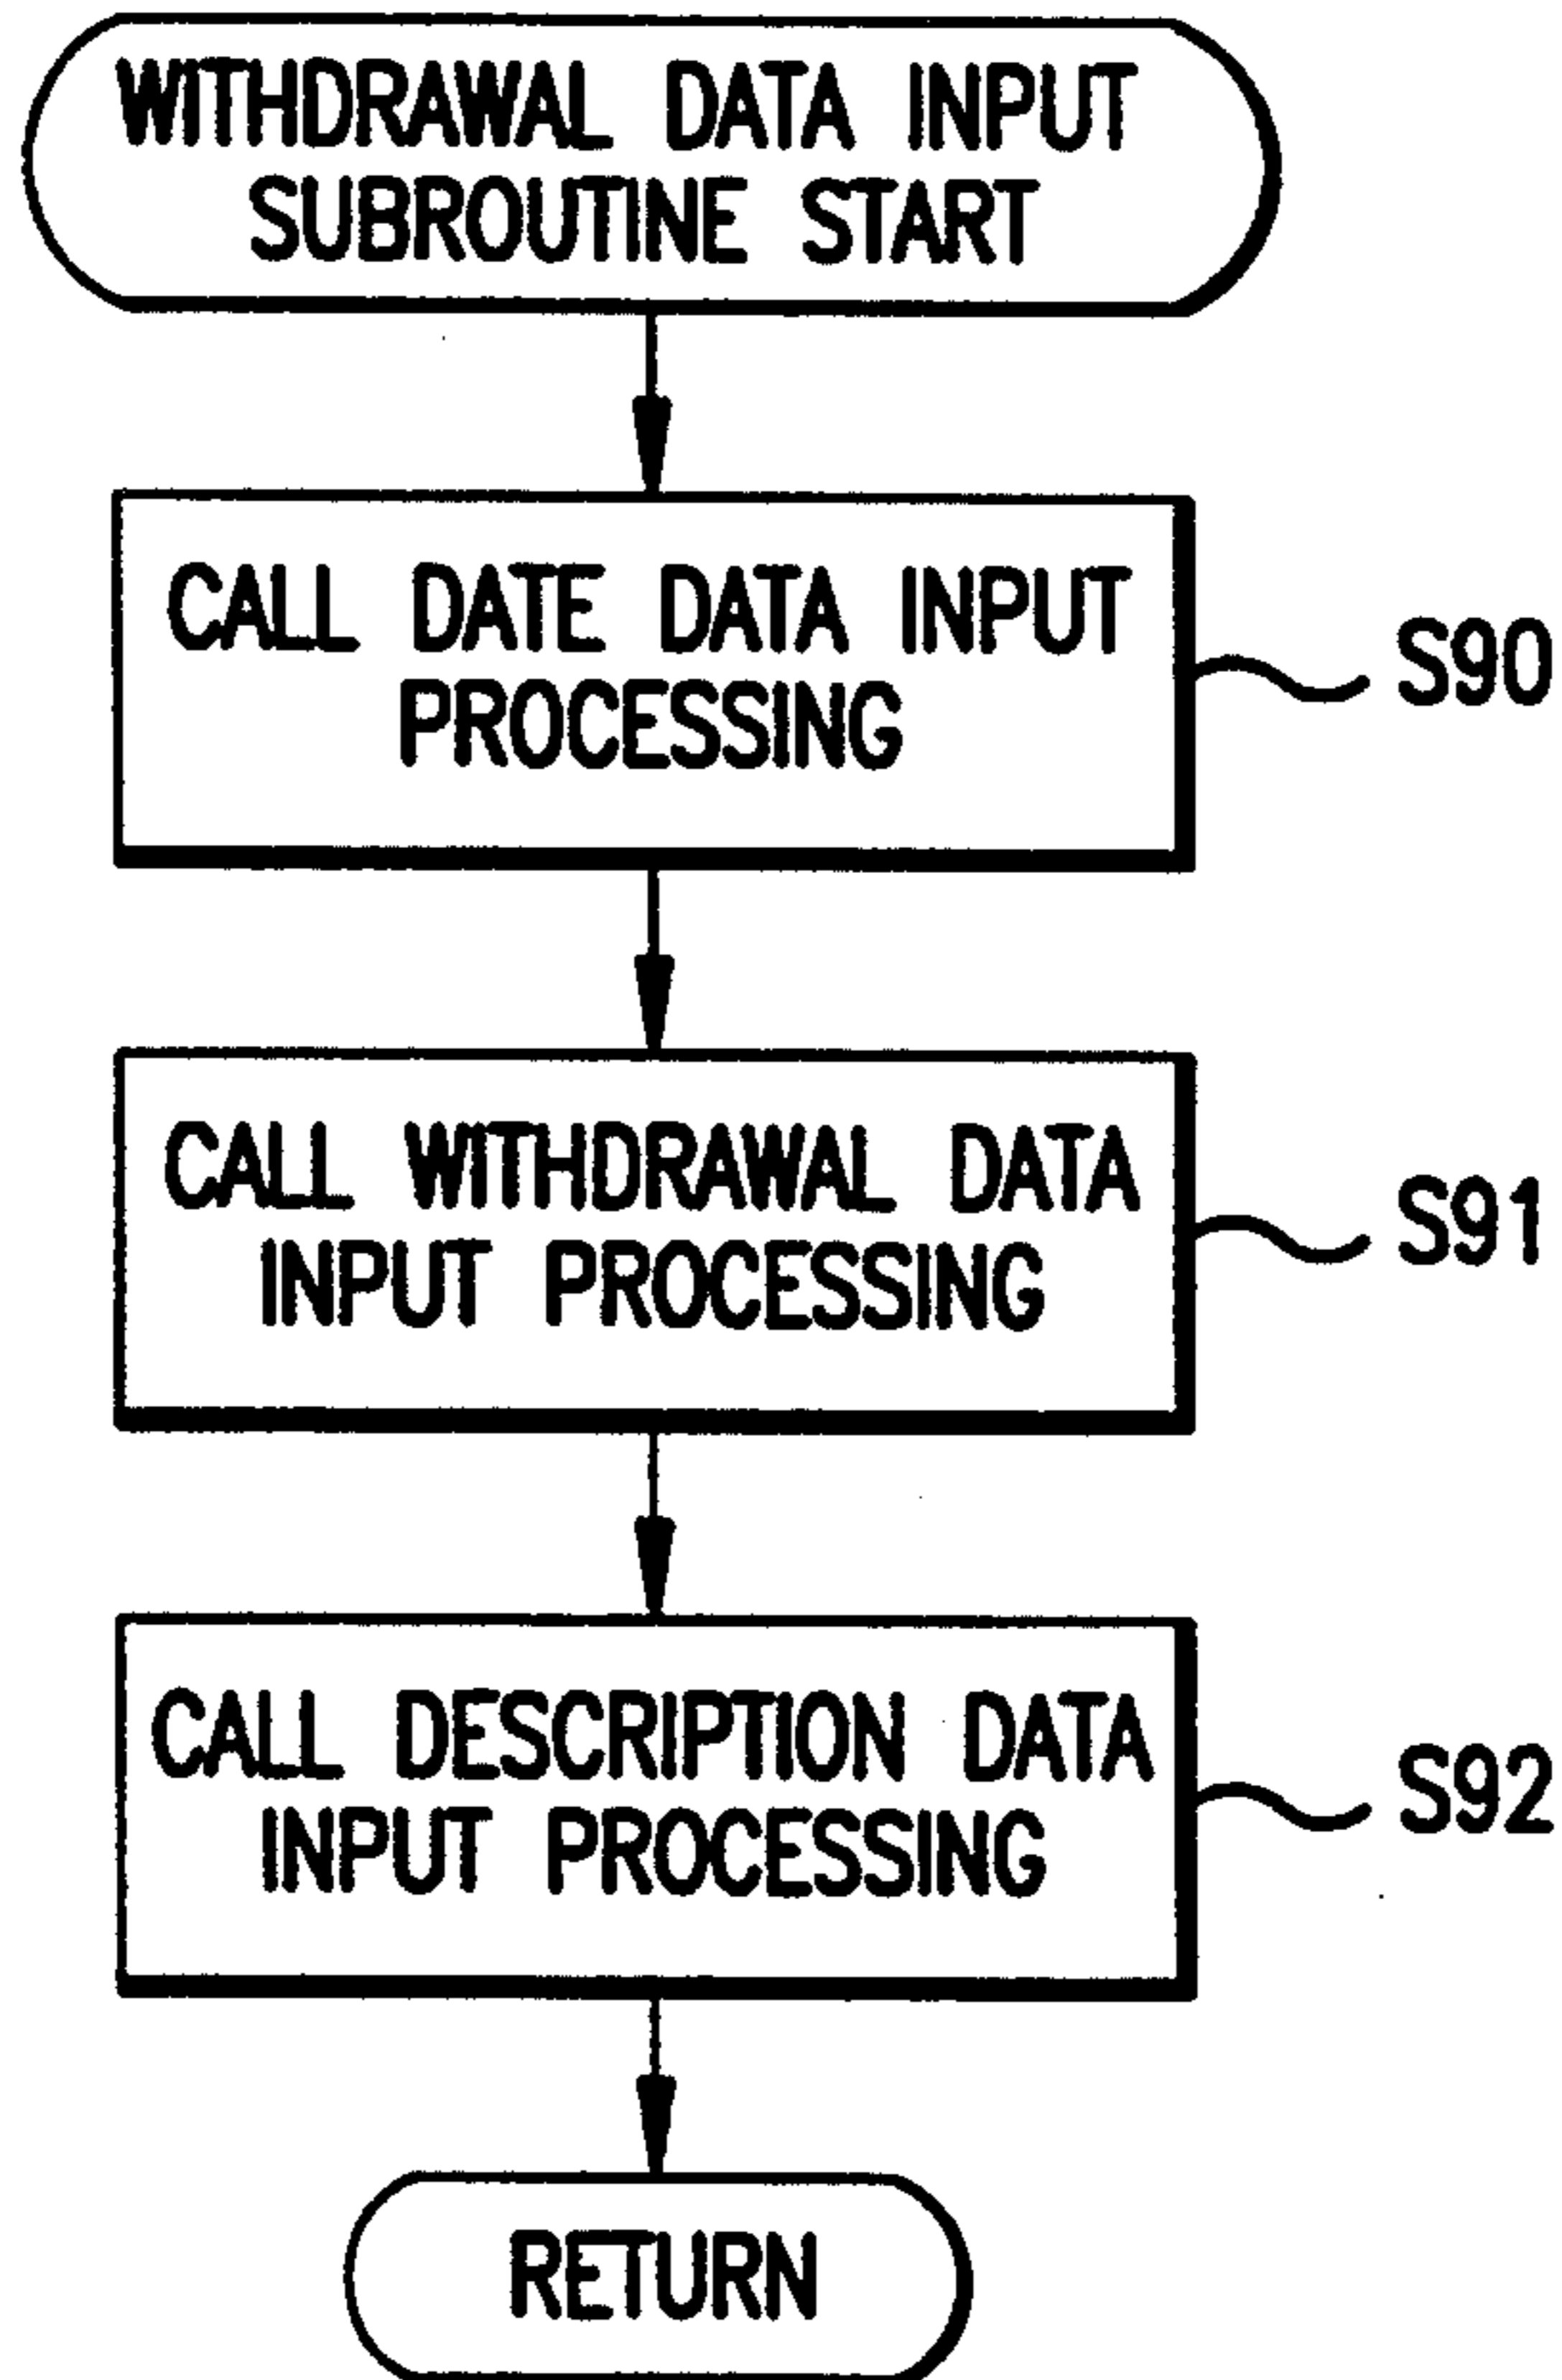 WITHDRAWAL DATA INPUT
SUBROUTINE START
CALL DATE DATA INPUT
PROCESSING
S90
CALL WITHDRAWAL DATA
INPUT PROCESSING
S91
CALL DESCRIPTION DATA
INPUT PROCESSING
S92
RETURN